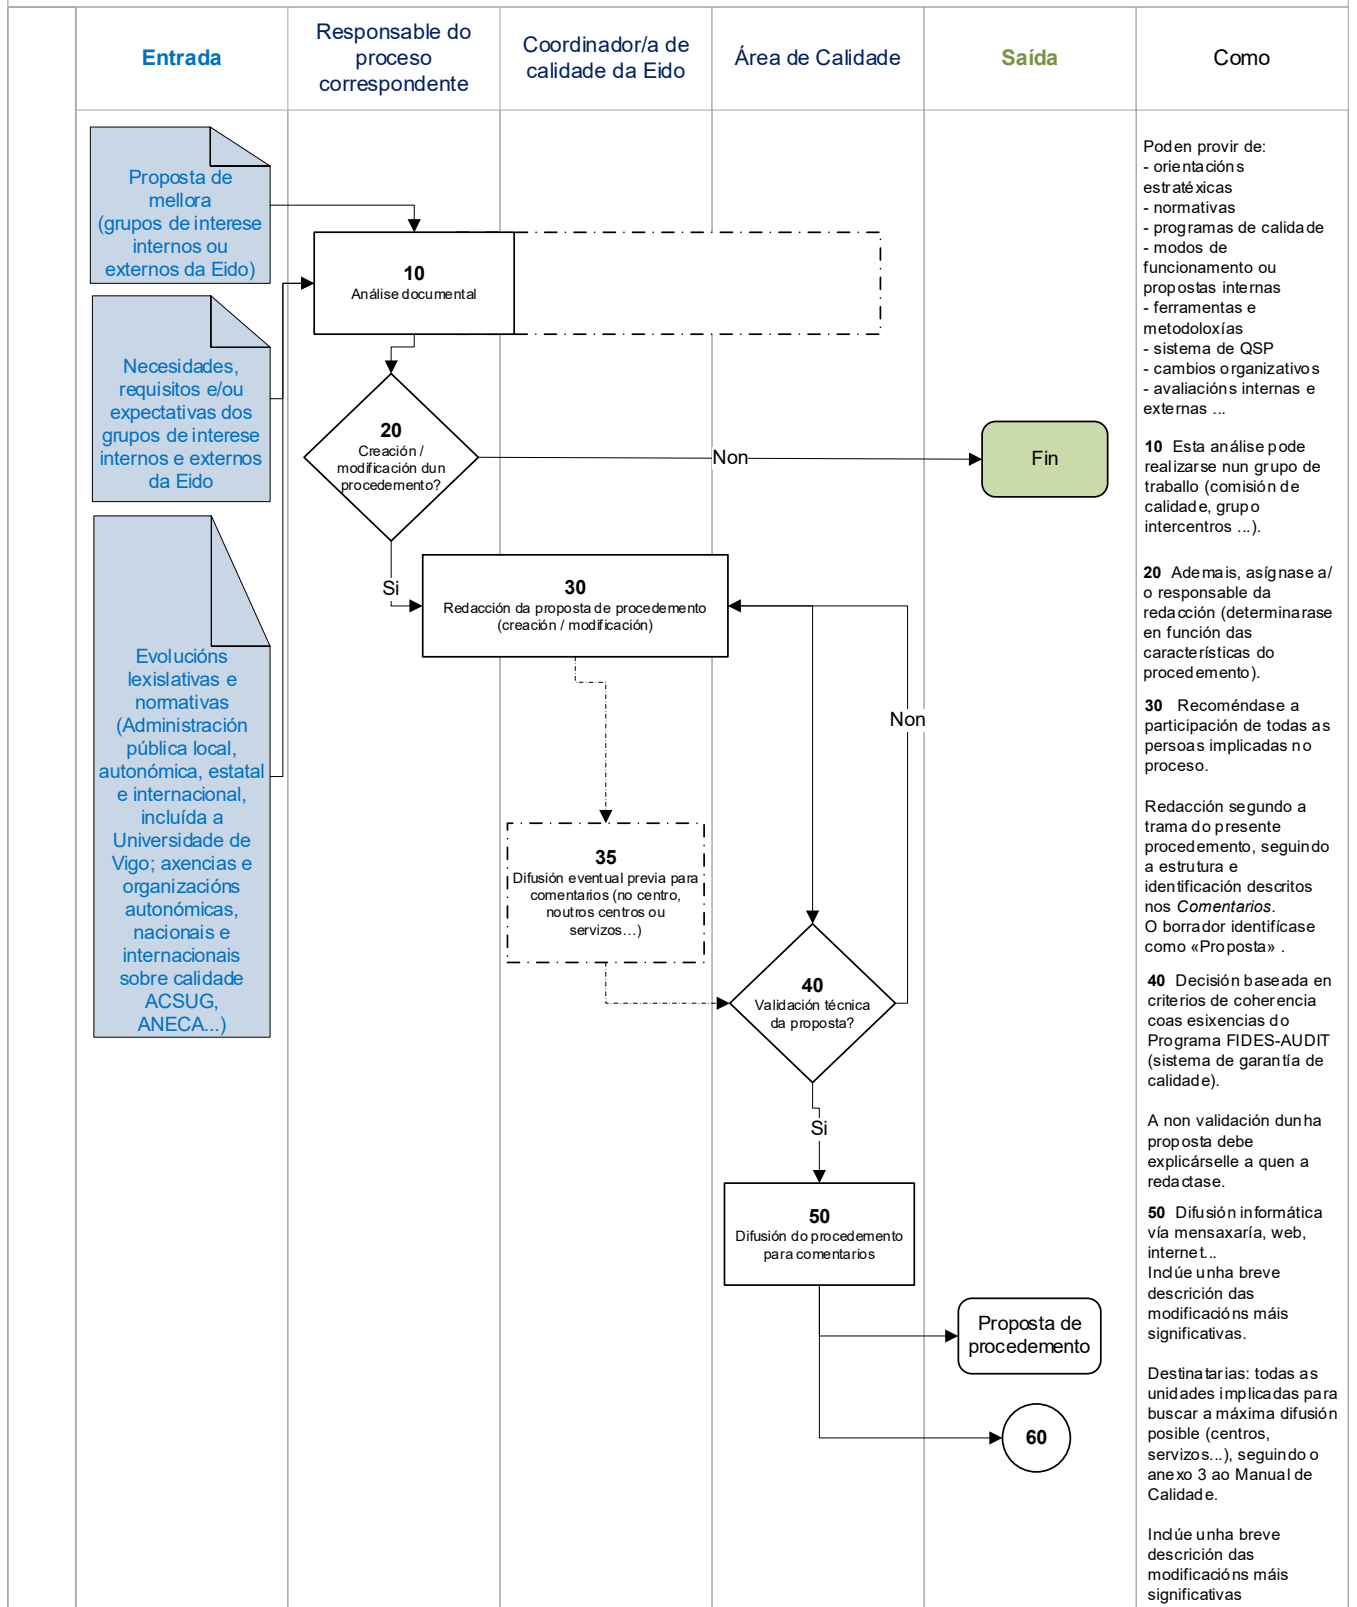 Entrada
Responsable do
proceso
correspondente
Coordinador/a de
calidade da Eido
Área de Calidade
Saída
Como
Proposta de
mellora
(grupos de interese
internos ou
externos da Eido)
Necesidades,
requisitos e/ou
expectativas dos
grupos de interese
internos e externos
da Eido
Evolucións
lexislativas e
normativas
(Administración
pública local,
autonómica, estatal
e internacional,
incluída a
Universidade de
Vigo; axencias e
organizacións
autonómicas,
nacionais e
internacionais
sobre calidade
ACSUG,
ANECA...)
10
Análise documental
20
Creación /
modificación dun
procedemento?
Non
Fin
Si
30
Redacción da proposta de procedemento
(creación / modificación)
Non
35
Difusión eventual previa para
comentarios (no centro,
noutros centros ou
servizos...)
40
Validación técnica
da proposta?
Si
50
Difusión do procedemento
para comentarios
Proposta de
procedemento
60
Poden provir de:
- orientacións
estratéxicas
- normativas
- programas de calidade
- modos de
funcionamento ou
propostas internas
- ferramentas e
metodoloxías
- sistema de QSP
- cambios organizativos
- avaliacións internas e
externas ...
10 Esta análise pode
realizarse nun grupo de
traballo (comisión de
calidade, grupo
intercentros ...).
20 Ademais, asígnase a/
o responsable da
redacción (determinarase
en función das
características do
procedemento).
30 Recoméndase a
participación de todas as
persoas implicadas no
proceso.
Redacción segundo a
trama do presente
procedemento, seguindo
a estrutura e
identificación descritos
nos Comentarios.
O borrador identifícase
como «Proposta» .
40 Decisión baseada en
criterios de coherencia
coas esixencias do
Programa FIDES-AUDIT
(sistema de garantía de
calidade).
A non validación dunha
proposta debe
explicárselle a quen a
redactase.
50 Difusión informática
vía mensaxaría, web,
internet...
Inclúe unha breve
descrición das
modificacións máis
significativas.
Destinatarias: todas as
unidades implicadas para
buscar a máxima difusión
posible (centros,
servizos...), seguindo o
anexo 3 ao Manual de
Calidade.
Inclúe unha breve
descrición das
modificacións máis
significativas